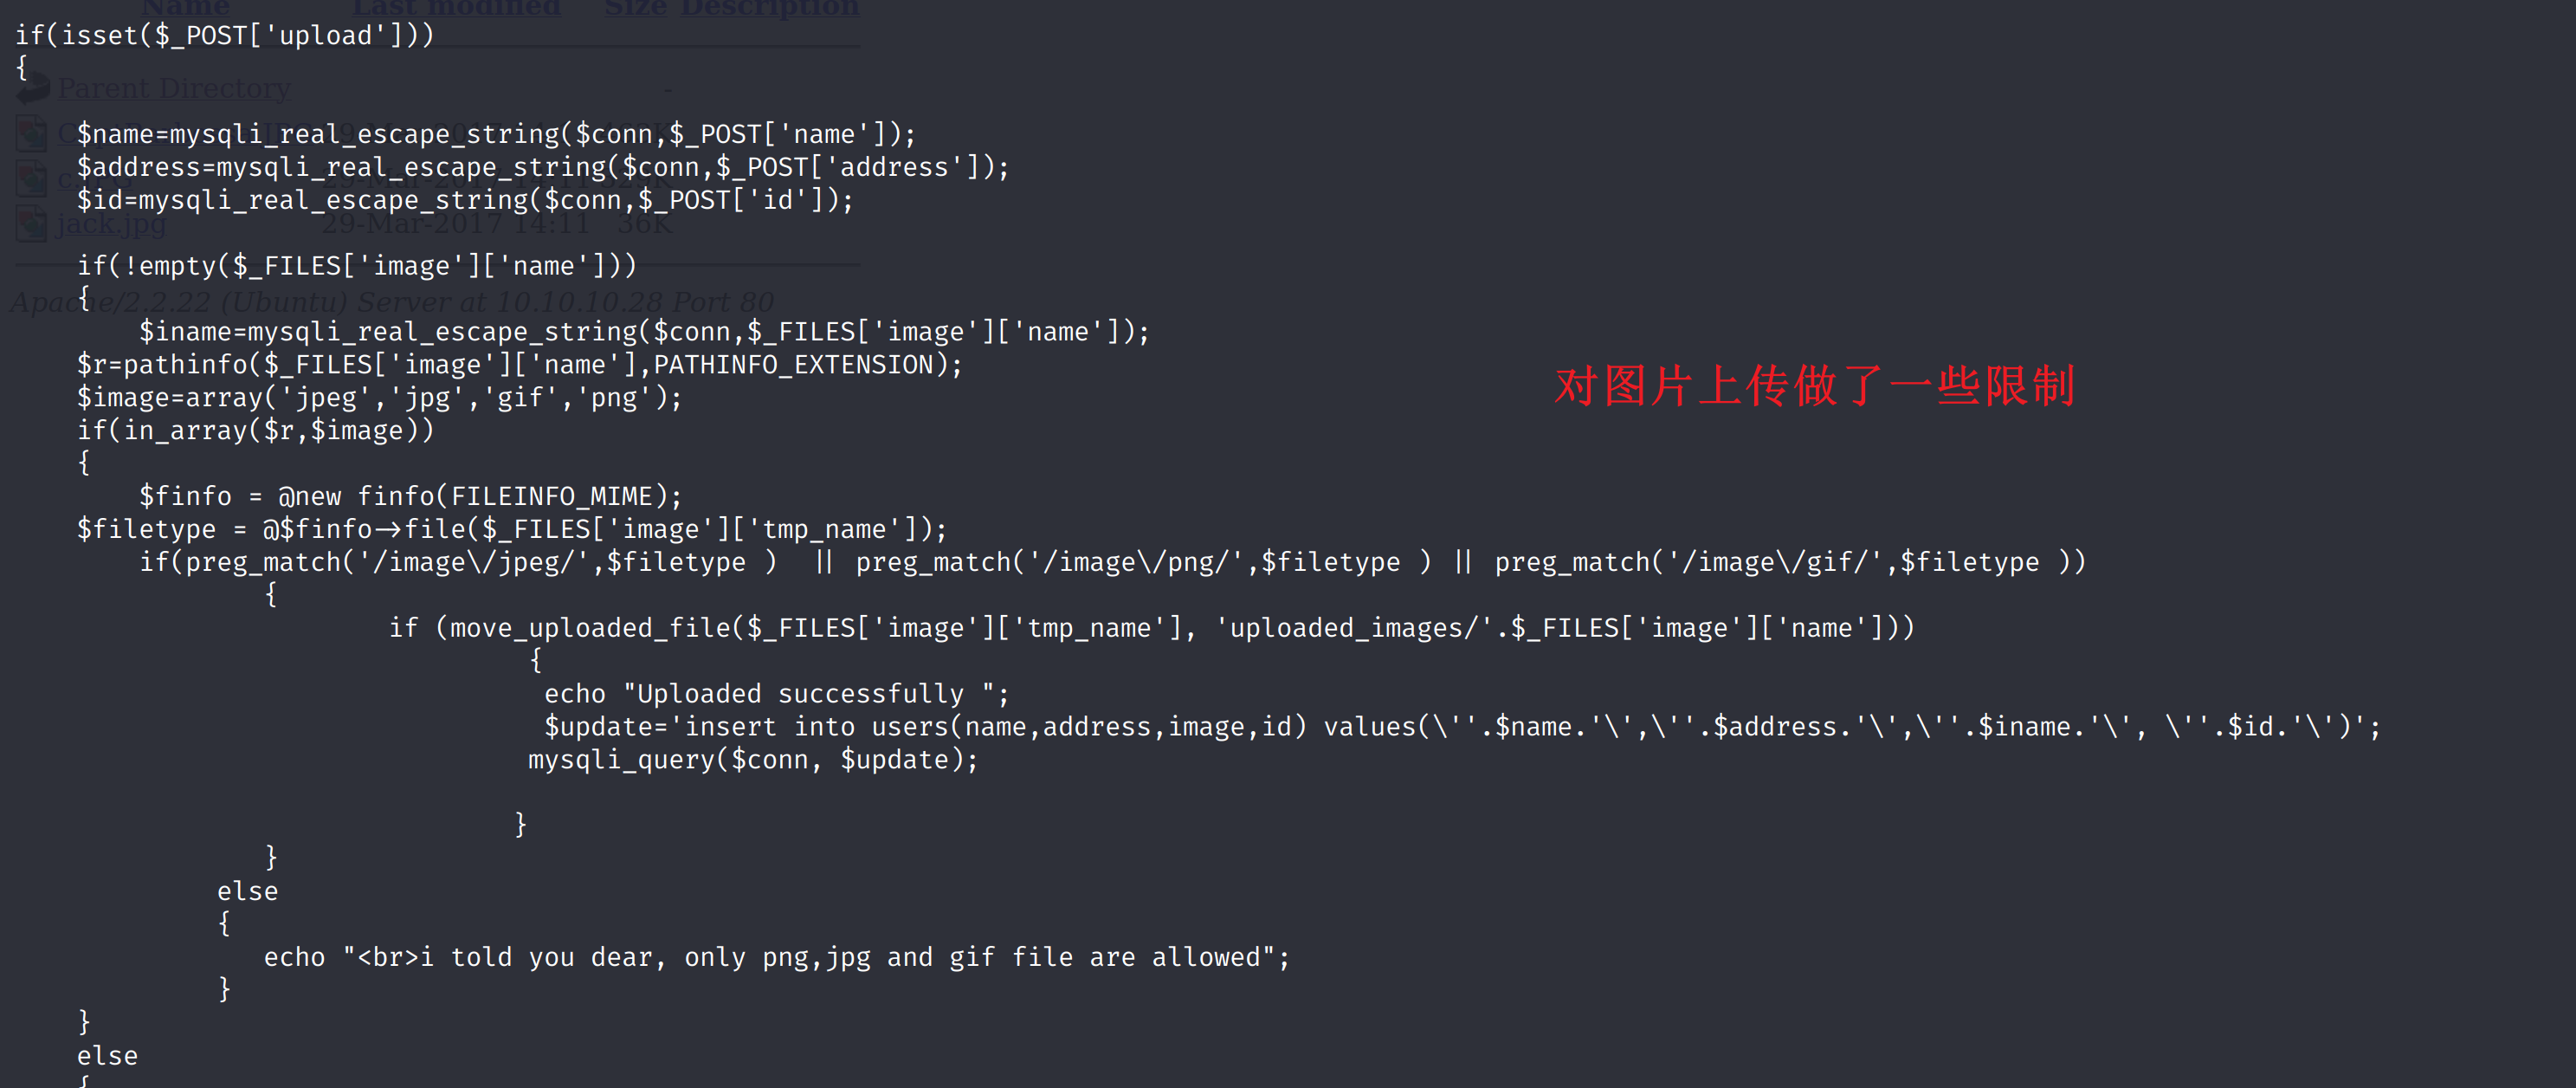 Name Last modified Size Description
if(isset($_POST['upload']))
{
Parent Directory -
$name=mysqli_real_escape_string($conn,$_POST['name']);
$address=mysqli_real_escape_string($conn,$_POST['address']);
$id=mysqli_real_escape_string($conn,$_POST['id']);
jack.jpg 29-Mar-2017 14:11 36K
if(!empty($_FILES['image']['name']))
{
Apache/2.2.22 (Ubuntu) Server at 10.10.10.28 Port 80
$iname=mysqli_real_escape_string($conn,$_FILES['image']['name']);
$r=pathinfo($_FILES['image']['name'],PATHINFO_EXTENSION);
对图片上传做了一些限制
$image=array('jpeg','jpg','gif','png');
if(in_array($r,$image))
{
$finfo = @new finfo(FILEINFO_MIME);
$filetype = @$finfo->file($_FILES['image']['tmp_name']);
if(preg_match('/image\/jpeg/',$filetype ) || preg_match('/image\/png/',$filetype ) || preg_match('/image\/gif/',$filetype ))
{
if (move_uploaded_file($_FILES['image']['tmp_name'], 'uploaded_images/'.$_FILES['image']['name']))
{
echo "Uploaded successfully ";
$update='insert into users(name,address,image,id) values(\''.$name.'\',\''.$address.'\',\''.$iname.'\', \''.$id.'\')';
mysqli_query($conn, $update);
}
}
else
{
echo "<br>i told you dear, only png,jpg and gif file are allowed";
}
}
else
{